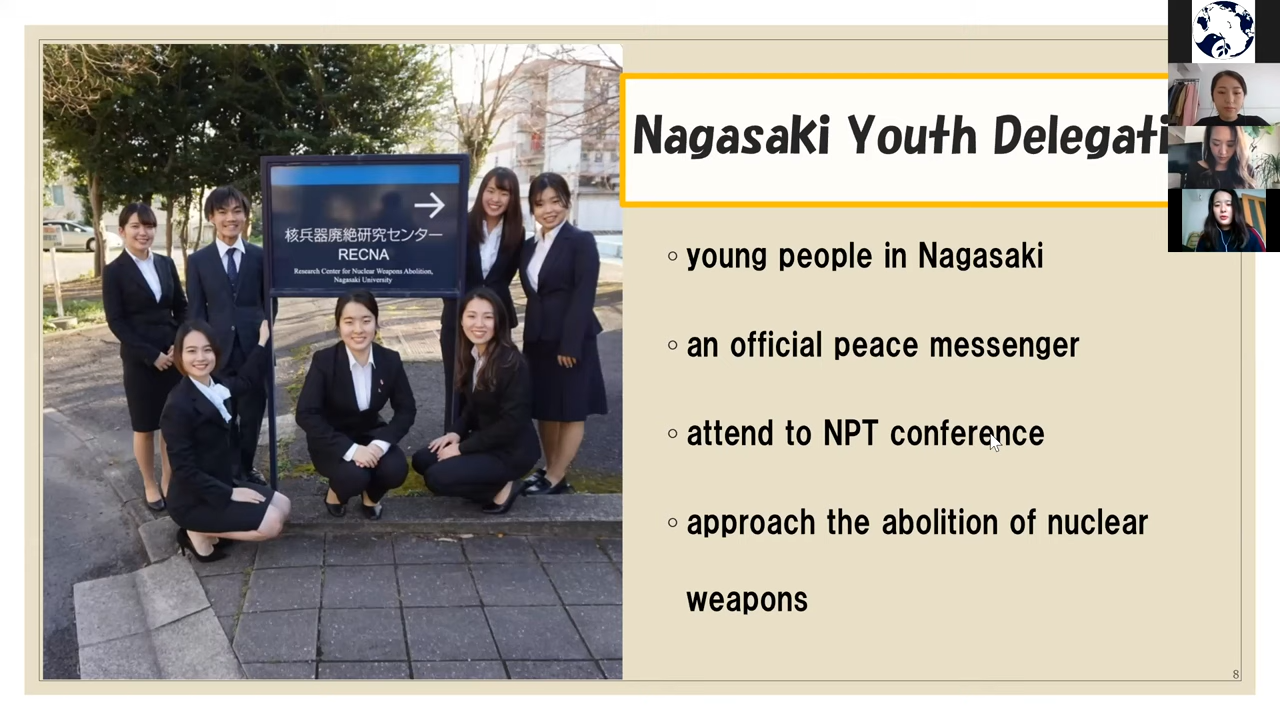 核兵器廃絶研究センター
RECNA
Research Center for Nuclear Weapons Abolition,
Nagasaki University
Nagasaki Youth Delegati
◦ young people in Nagasaki
◦ an official peace messenger
◦ attend to NPT conference
◦ approach the abolition of nuclear
weapons
8